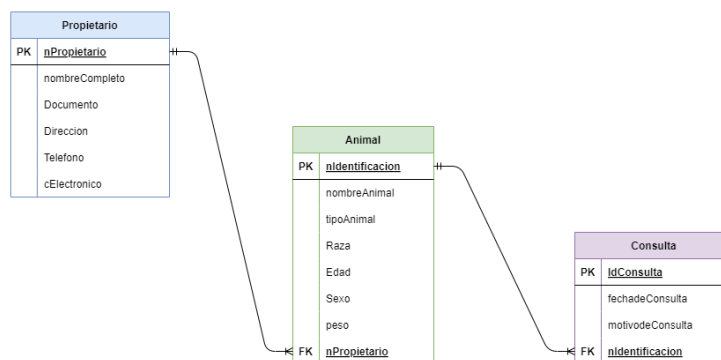 Propietario
PK nPropietario
nombreCompleto
Documento
Direccion
Telefono
cElectronico
Animal
PK nIdentificacion
nombreAnimal
tipoAnimal
Raza
Edad
Sexo
peso
FK nPropietario
Consulta
PK IdConsulta
fechadeConsulta
motivodeConsulta
FK nIdentificacion